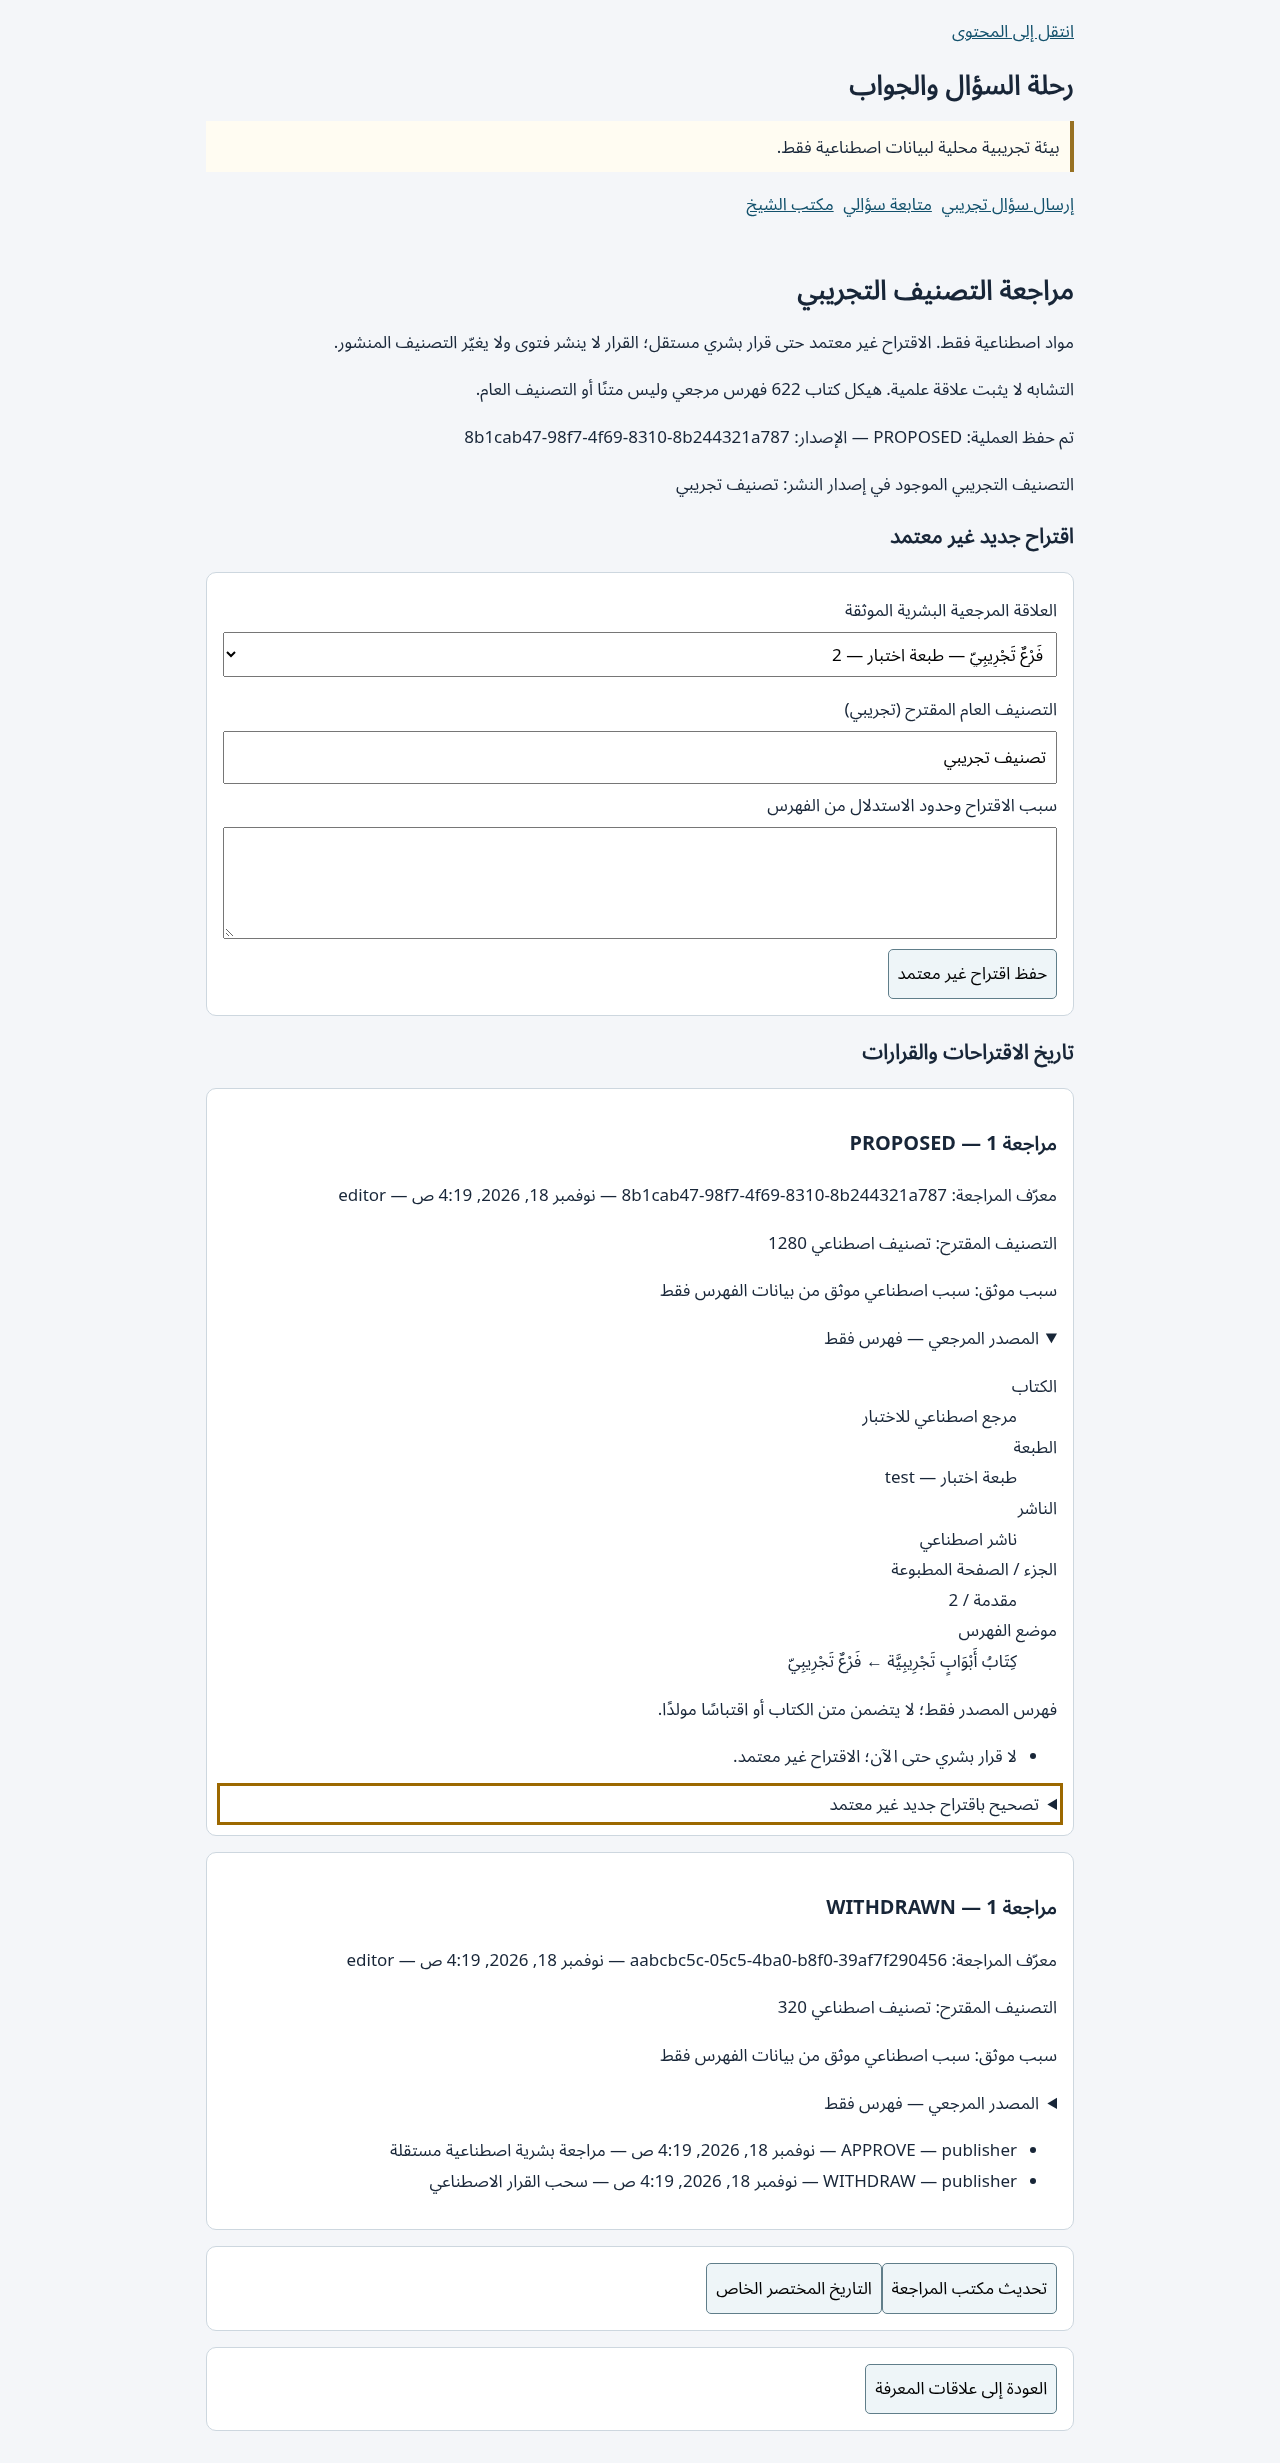 انتقل إلى المحتوى
رحلة السؤال والجواب
بيئة تجريبية محلية لبيانات اصطناعية فقط.
إرسال سؤال تجريبي متابعة سؤالي مكتب الشيخ
مراجعة التصنيف التجريبي
مواد اصطناعية فقط. الاقتراح غير معتمد حتى قرار بشري مستقل؛ القرار لا ينشر فتوى ولا يغيّر التصنيف المنشور.
التشابه لا يثبت علاقة علمية. هيكل كتاب 622 فهرس مرجعي وليس متنًا أو التصنيف العام.
تم حفظ العملية: PROPOSED — الإصدار: 8b1cab47-98f7-4f69-8310-8b244321a787
التصنيف التجريبي الموجود في إصدار النشر: تصنيف تجريبي
اقتراح جديد غير معتمد
العلاقة المرجعية البشرية الموثقة
فَرْعٌ تَجْرِيبِيّ — طبعة اختبار — 2
التصنيف العام المقترح (تجريبي)
تصنيف تجريبي
سبب الاقتراح وحدود الاستدلال من الفهرس
حفظ اقتراح غير معتمد
تاريخ الاقتراحات والقرارات
مراجعة 1 — PROPOSED
معرّف المراجعة: 8b1cab47-98f7-4f69-8310-8b244321a787 — نوفمبر 18, 2026, 4:19 ص — editor
التصنيف المقترح: تصنيف اصطناعي 1280
سبب موثق: سبب اصطناعي موثق من بيانات الفهرس فقط
المصدر المرجعي — فهرس فقط
الكتاب
مرجع اصطناعي للاختبار
الطبعة
طبعة اختبار — test
الناشر
ناشر اصطناعي
الجزء / الصفحة المطبوعة
مقدمة / 2
موضع الفهرس
كِتَابُ أَبْوَابٍ تَجْرِيبِيَّة ← فَرْعٌ تَجْرِيبِيّ
فهرس المصدر فقط؛ لا يتضمن متن الكتاب أو اقتباسًا مولدًا.
• لا قرار بشري حتى الآن؛ الاقتراح غير معتمد.
تصحيح باقتراح جديد غير معتمد
مراجعة 1 — WITHDRAWN
معرّف المراجعة: aabcbc5c-05c5-4ba0-b8f0-39af7f290456 — نوفمبر 18, 2026, 4:19 ص — editor
التصنيف المقترح: تصنيف اصطناعي 320
سبب موثق: سبب اصطناعي موثق من بيانات الفهرس فقط
المصدر المرجعي — فهرس فقط
• APPROVE — publisher — نوفمبر 18, 2026, 4:19 ص — مراجعة بشرية اصطناعية مستقلة
• WITHDRAW — publisher — نوفمبر 18, 2026, 4:19 ص — سحب القرار الاصطناعي
تحديث مكتب المراجعة التاريخ المختصر الخاص
العودة إلى علاقات المعرفة